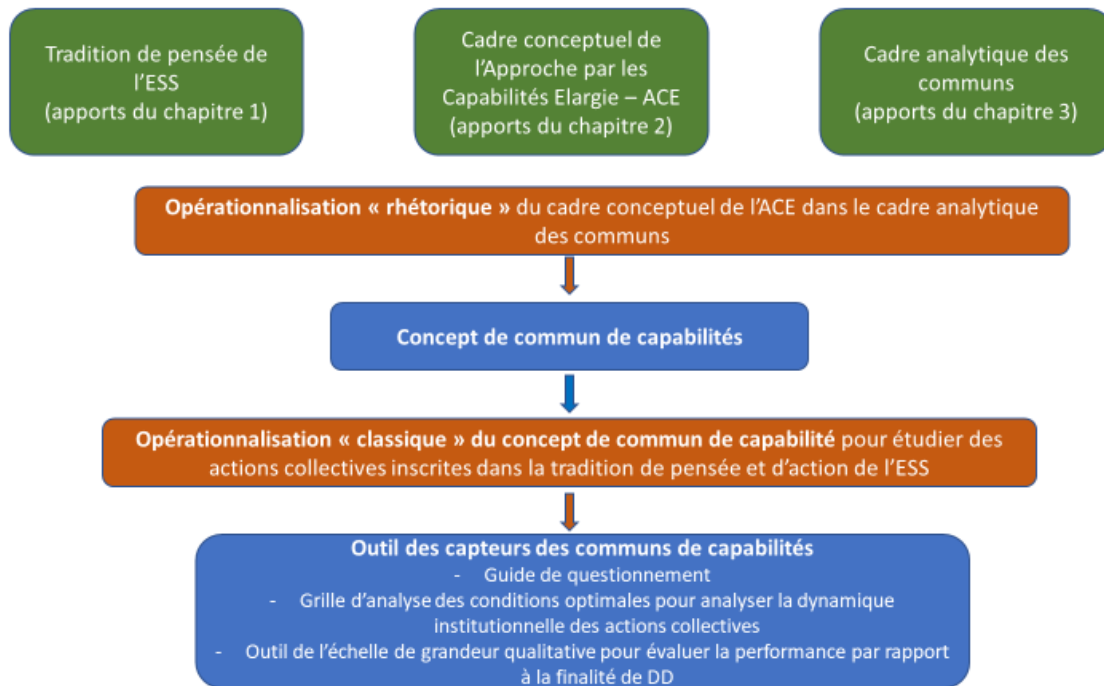 Tradition de pensée de
l'ESS
(apports du chapitre 1)
Cadre conceptuel de
l'Approche par les
Capabilités Elargie – ACE
(apports du chapitre 2)
Cadre analytique des
communs
(apports du chapitre 3)
Opérationnalisation « rhétorique » du cadre conceptuel de l'ACE dans le cadre analytique
des communs
Concept de commun de capabilités
Opérationnalisation « classique » du concept de commun de capabilité pour étudier des
actions collectives inscrites dans la tradition de pensée et d'action de l'ESS
Outil des capteurs des communs de capabilités
- Guide de questionnement
- Grille d'analyse des conditions optimales pour analyser la dynamique
institutionnelle des actions collectives
- Outil de l'échelle de grandeur qualitative pour évaluer la performance par rapport
à la finalité de DD